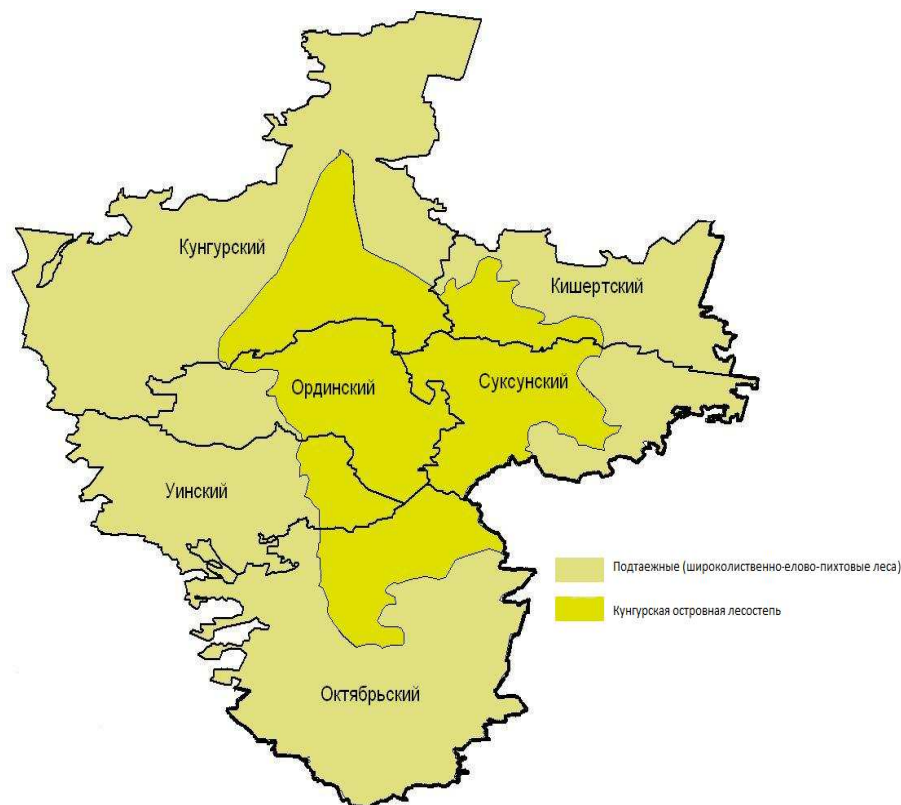 Кунгурский
Кишертский
Ординский
Суксунский
Уинский
Подтаежные (широколиственно-елово-пихтовые леса)
Кунгурская островная лесостепь
Октябрьский